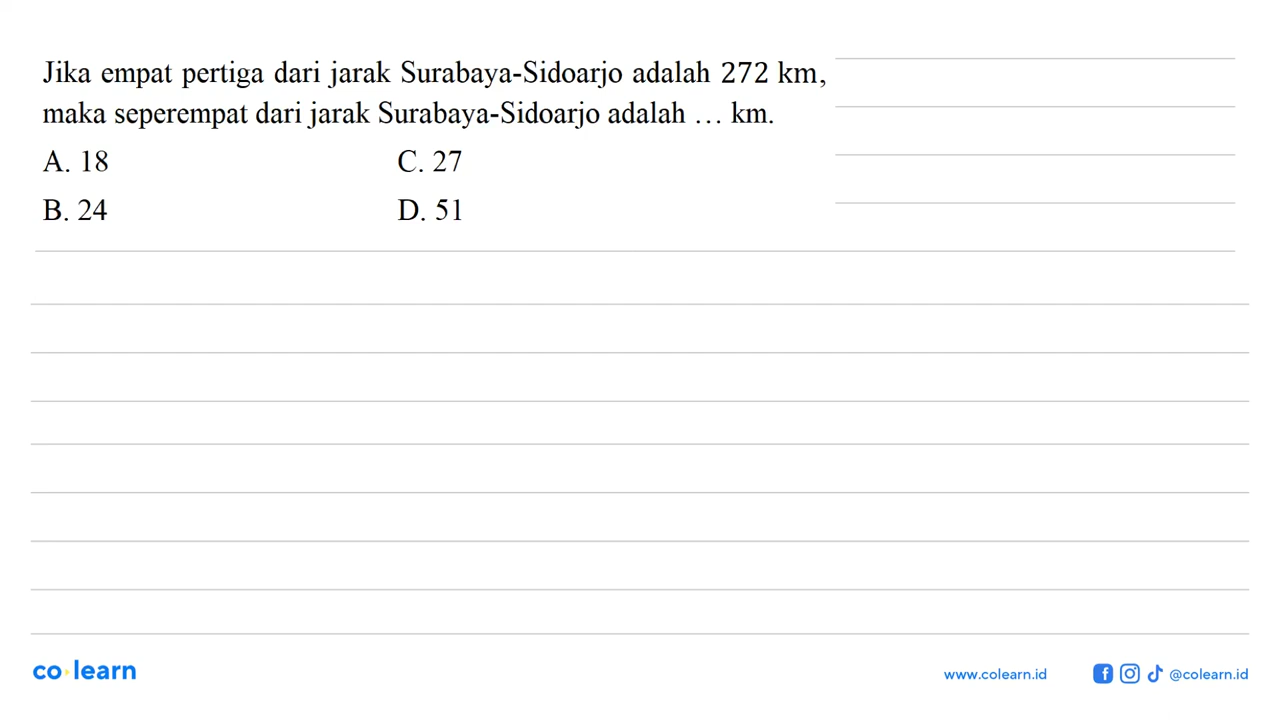 Jika empat pertiga dari jarak Surabaya-Sidoarjo adalah 272 km,
maka seperempat dari jarak Surabaya-Sidoarjo adalah … km.
A. 18 C. 27
B. 24 D. 51
co learn www.colearn.id @colearn.id